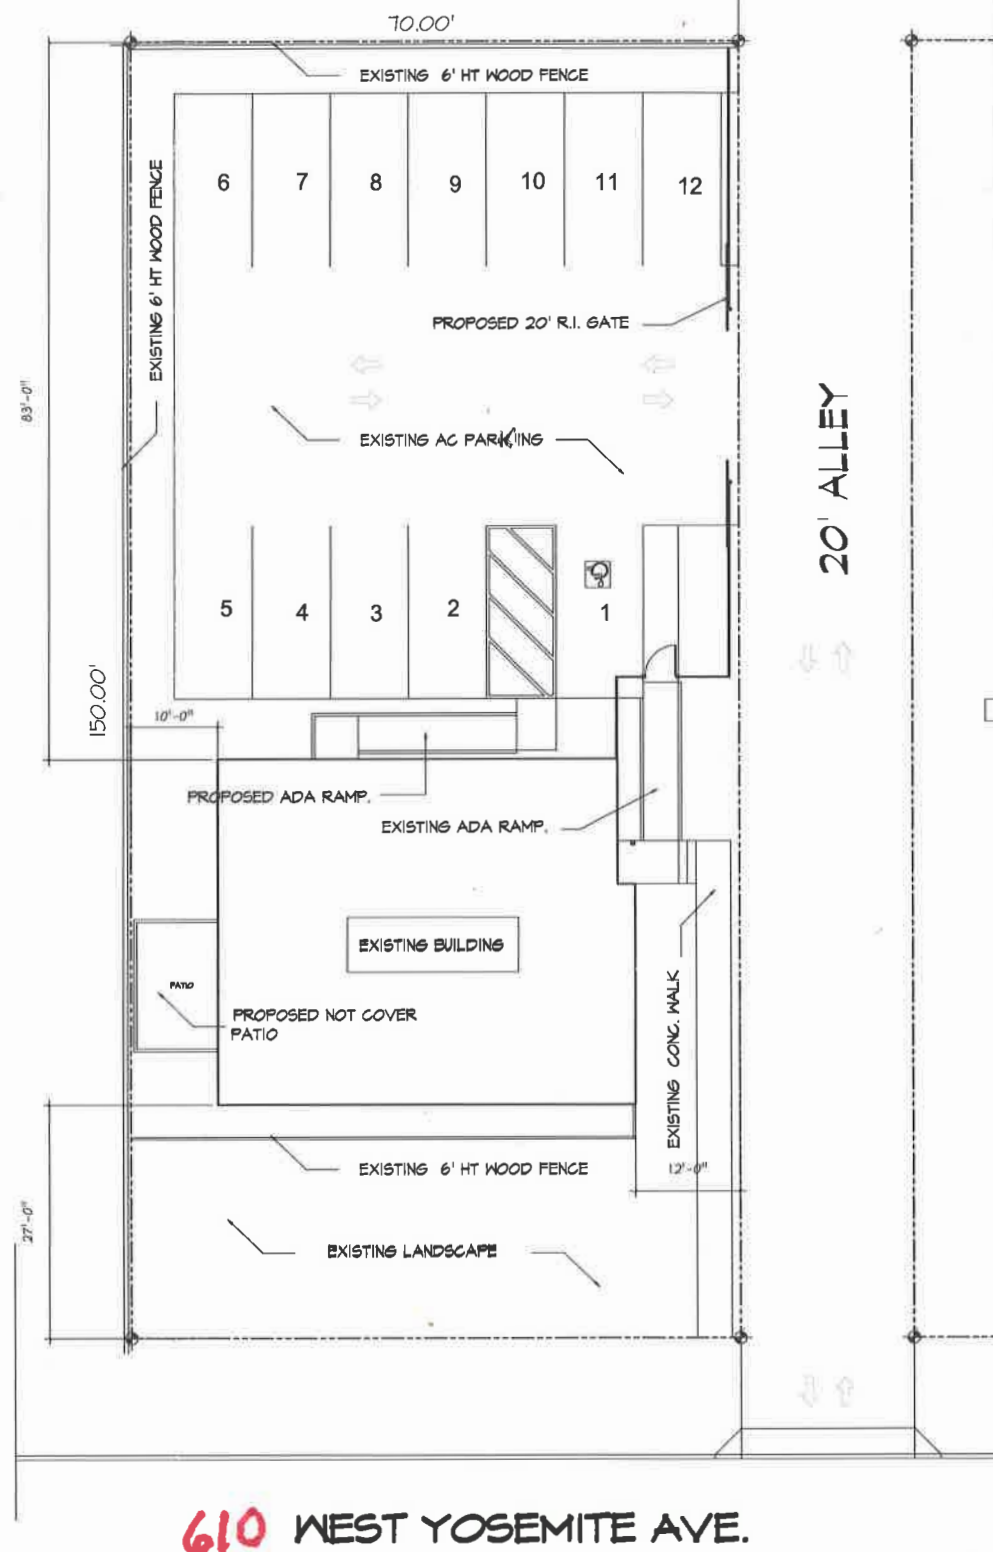 70.00'
EXISTING 6' HT WOOD FENCE
EXISTING 6' HT WOOD FENCE
6 7 8 9 10 11 12
PROPOSED 20' R.I. GATE
83'-0"
EXISTING AC PARKING
20' ALLEY
5 4 3 2 1
150.00'
10'-0"
PROPOSED ADA RAMP.
EXISTING ADA RAMP.
EXISTING BUILDING
PATIO
PROPOSED NOT COVER
PATIO
EXISTING CONC. WALK
EXISTING 6' HT WOOD FENCE
12'-0"
27'-0"
EXISTING LANDSCAPE
610 WEST YOSEMITE AVE.